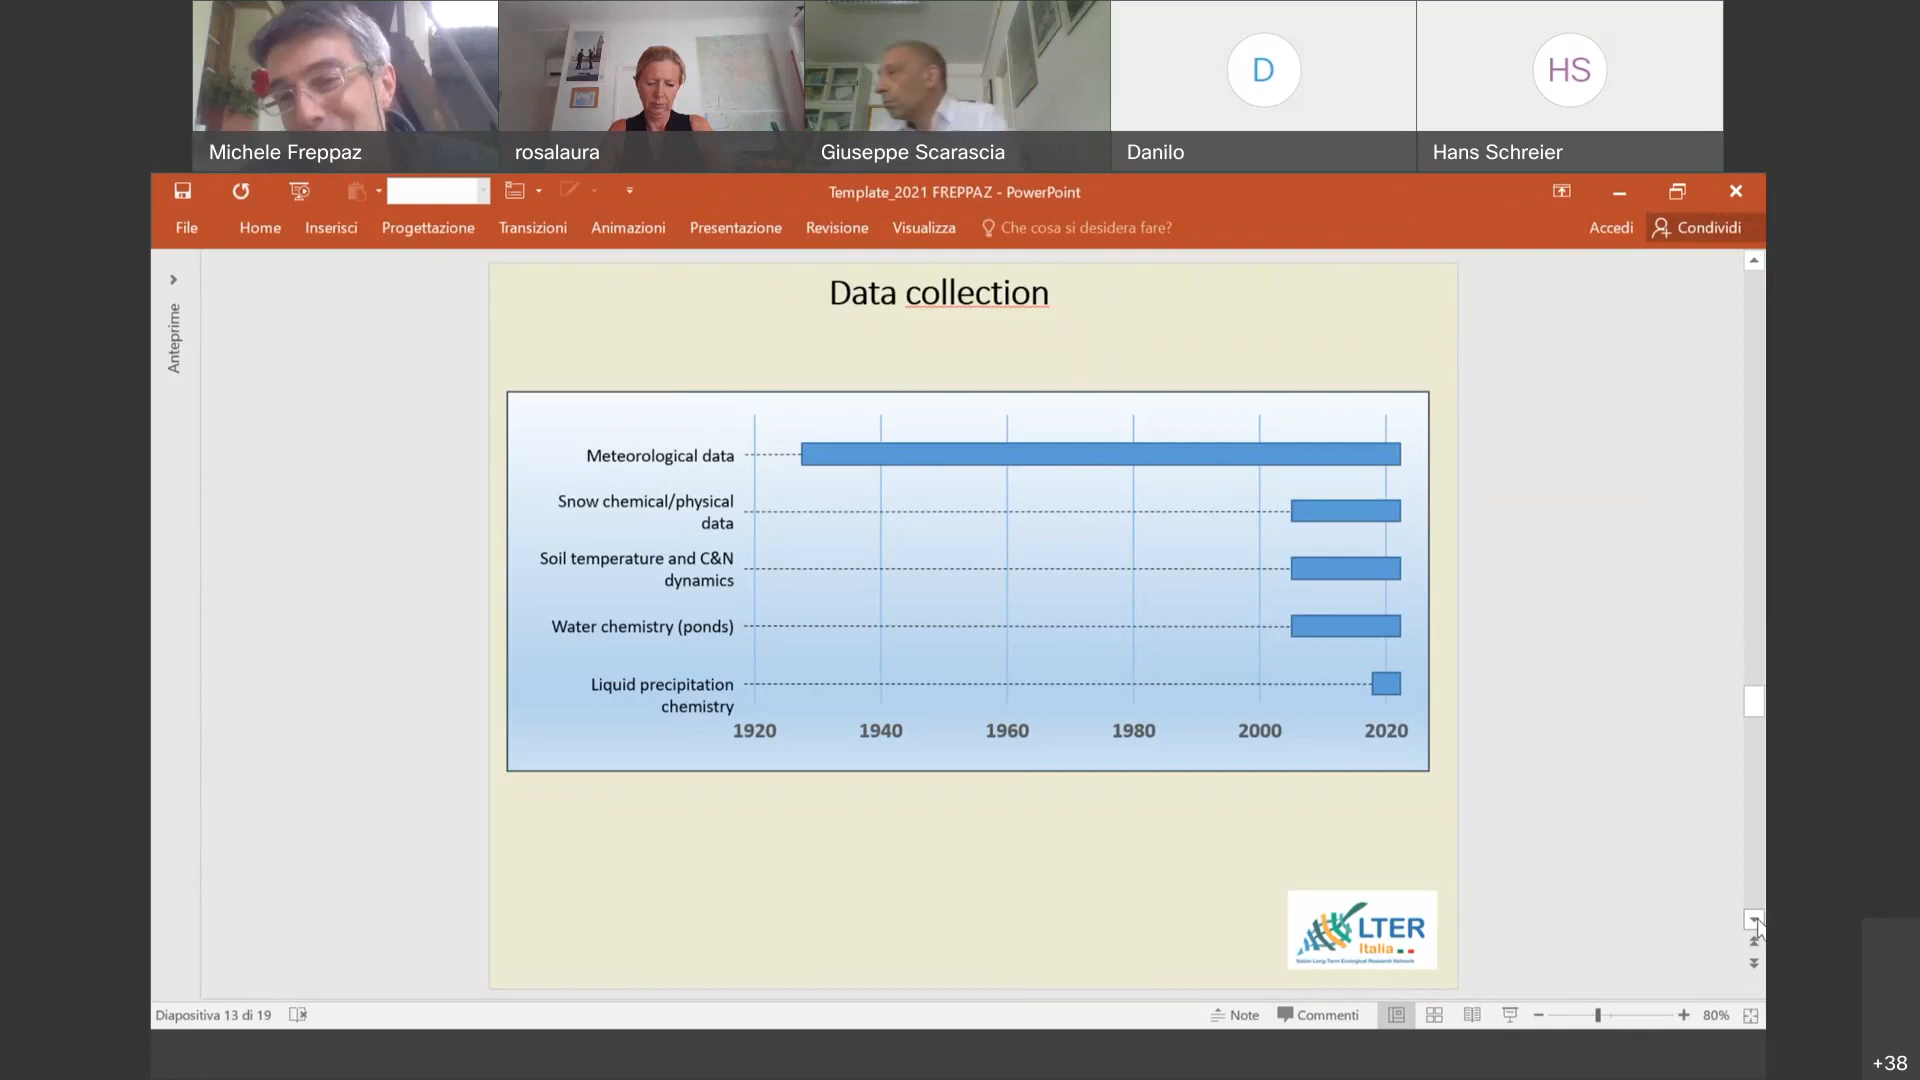 D
HS
Michele Freppaz
rosalaura
Giuseppe Scarascia
Danilo
Hans Schreier
Template_2021 FREPPAZ - PowerPoint
File
Home
Inserisci
Progettazione
Transizioni
Animazioni
Presentazione
Revisione
Visualizza
Che cosa si desidera fare?
Accedi
Condividi
Anteprime
Data collection
Meteorological data
Snow chemical/physical
data
Soil temperature and C&N
dynamics
Water chemistry (ponds)
Liquid precipitation
chemistry
1920
1940
1960
1980
2000
2020
LTER
Italia
Italian Long-Term Ecological Research Network
Diapositiva 13 di 19
Note
Commenti
80%
+38